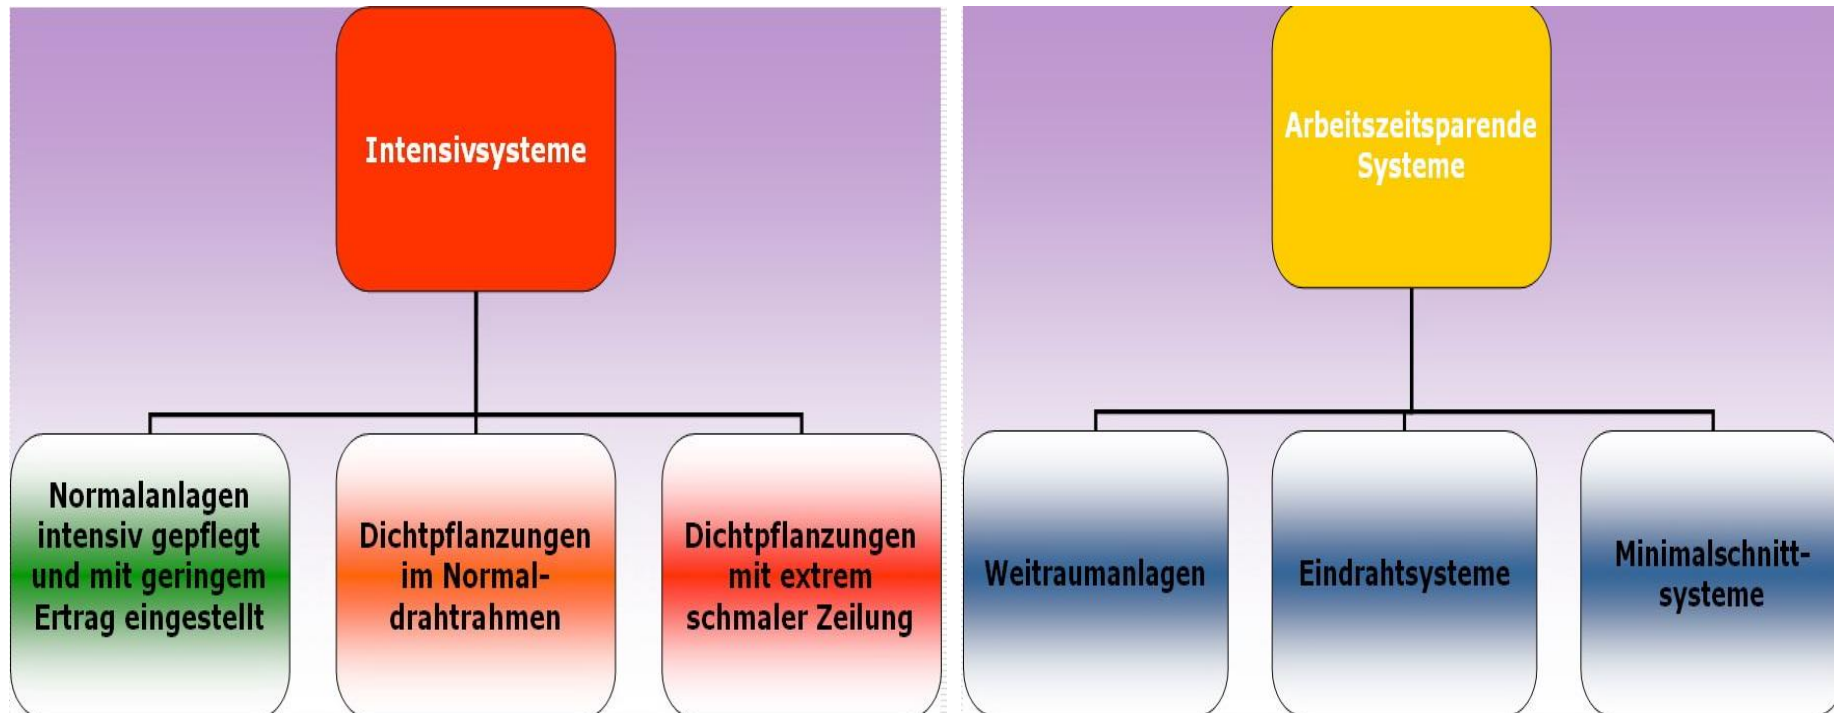 Intensivsysteme
Normalanlagen
intensiv gepflegt
und mit geringem
Ertrag eingestellt
Dichtpflanzungen
im Normal-
drahtrahmen
Dichtpflanzungen
mit extrem
schmaler Zeilung
Arbeitszeitsparende
Systeme
Weitraumanlagen
Eindrahtsysteme
Minimalschnitt-
systeme